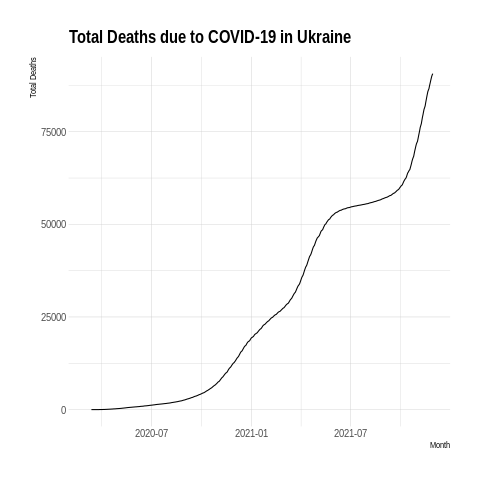 Total Deaths due to COVID-19 in Ukraine
Total Deaths
75000
50000
25000
0
2020-07
2021-01
2021-07
Month